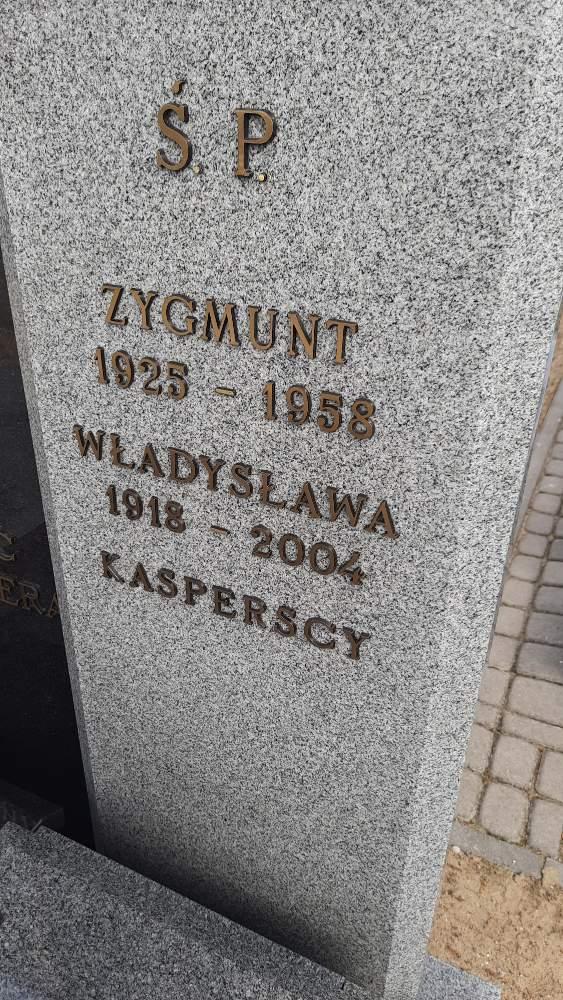 Ś. P.
ZYGMUNT
1925 - 1958
WŁADYSŁAWA
1918 - 2004
KASPERSCY